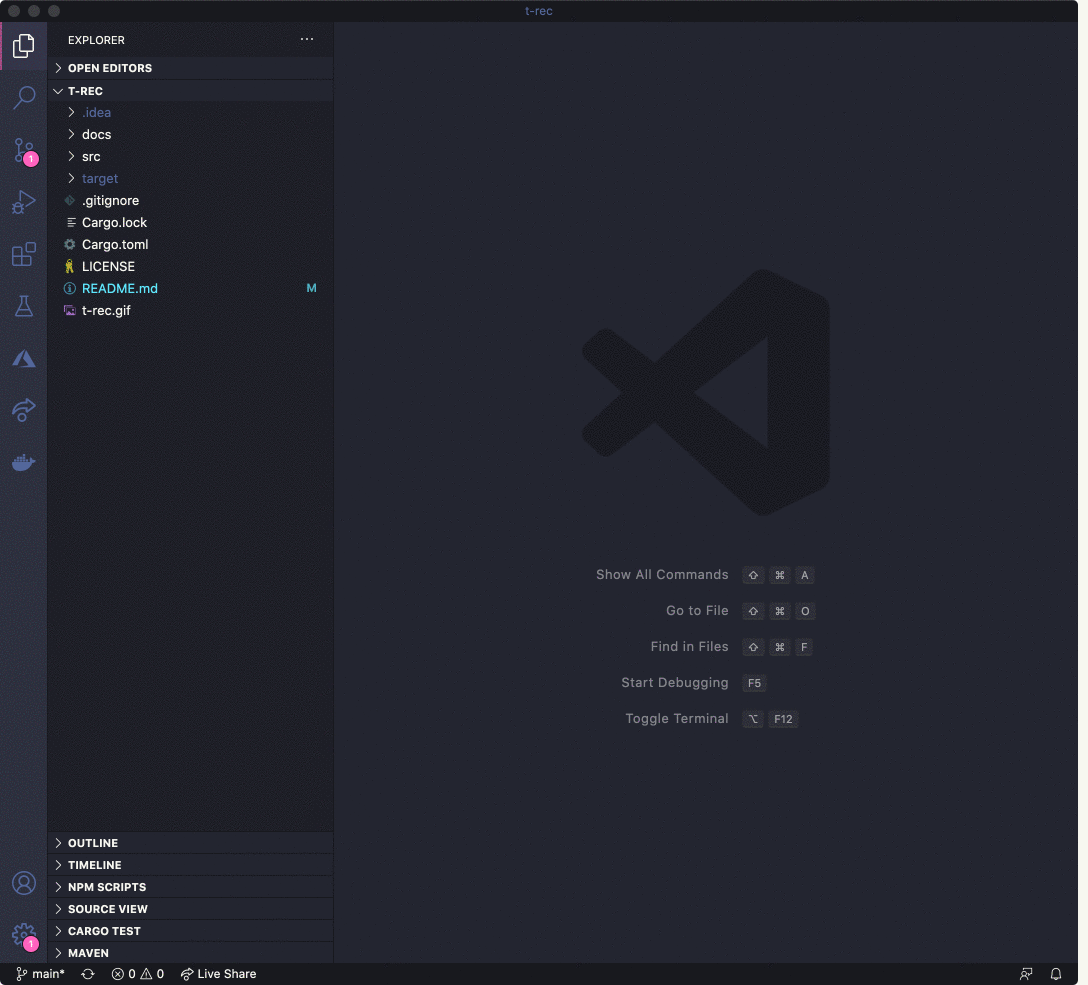 t-rec
EXPLORER ···
OPEN EDITORS
T-REC
.idea
docs
src
1
target
.gitignore
Cargo.lock
Cargo.toml
LICENSE
README.md M
t-rec.gif
Show All Commands ⇧ ⌘ A
Go to File ⇧ ⌘ O
Find in Files ⇧ ⌘ F
Start Debugging F5
Toggle Terminal ⌥ F12
OUTLINE
TIMELINE
NPM SCRIPTS
SOURCE VIEW
CARGO TEST
1
MAVEN
main* 0 0 Live Share